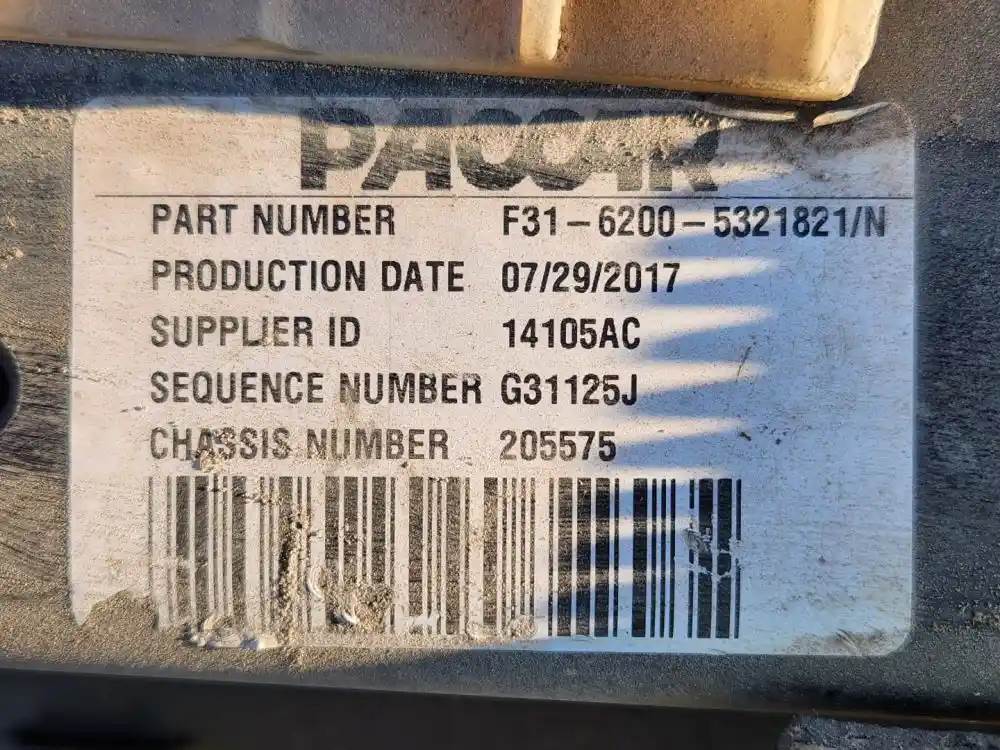 PACCAR
PART NUMBER F31-6200-5321821/N
PRODUCTION DATE 07/29/2017
SUPPLIER ID 14105AC
SEQUENCE NUMBER G31125J
CHASSIS NUMBER 205575